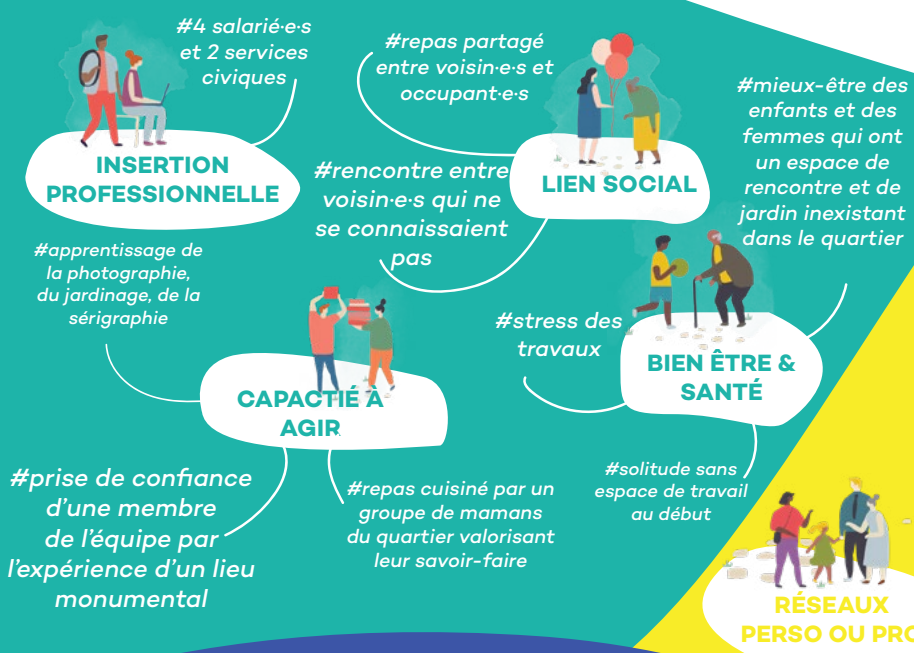 #4 salarié·e·s
et 2 services
civiques
INSERTION
PROFESSIONNELLE
#repas partagé
entre voisin·e·s et
occupant·e·s
#rencontre entre
voisin·e·s qui ne
se connaissaient
pas
LIEN SOCIAL
#mieux-être des
enfants et des
femmes qui ont
un espace de
rencontre et de
jardin inexistant
dans le quartier
#apprentissage de
la photographie,
du jardinage, de la
sérigraphie
CAPACTIÉ À
AGIR
#stress des
travaux
BIEN ÊTRE &
SANTÉ
#prise de confiance
d'une membre
de l'équipe par
l'expérience d'un lieu
monumental
#repas cuisiné par un
groupe de mamans
du quartier valorisant
leur savoir-faire
#solitude sans
espace de travail
au début
RÉSEAUX
PERSO OU PRO